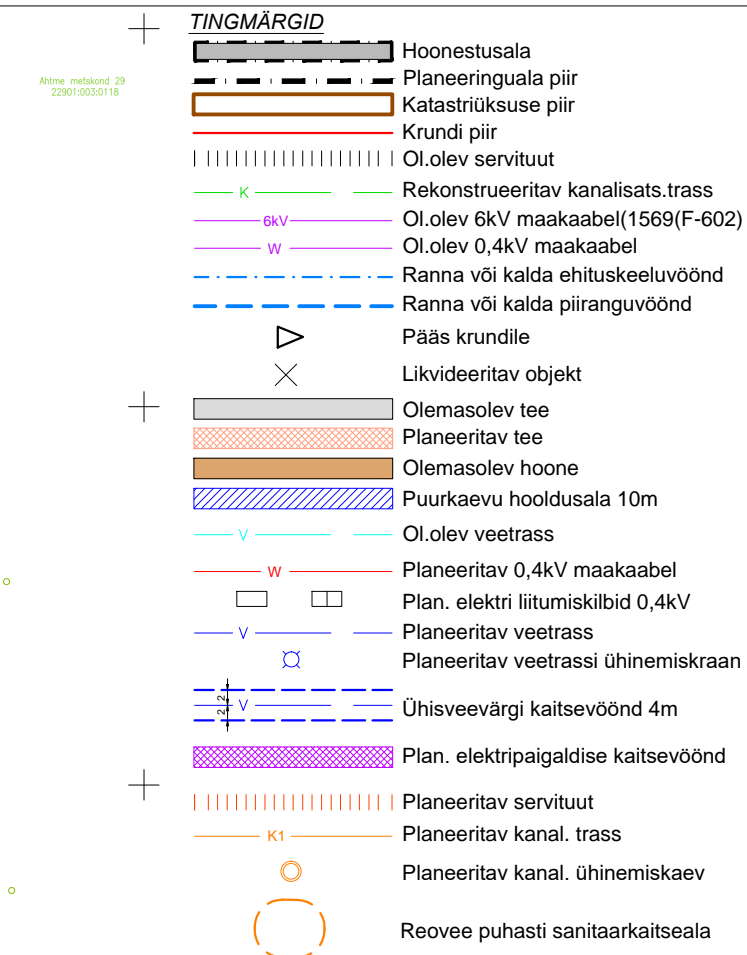 TINGMÄRGID
Hoonestusala
Ahtme metskond 29
22901:003:0118
Planeeringuala piir
Katastriüksuse piir
Krundi piir
Ol.olev servituut
K Rekonstrueeritav kanalisats.trass
6kV Ol.olev 6kV maakaabel(1569(F-602)
W Ol.olev 0,4kV maakaabel
Ranna või kalda ehituskeeluvöönd
Ranna või kalda piiranguvöönd
Pääs krundile
Likvideeritav objekt
Olemasolev tee
Planeeritav tee
Olemasolev hoone
Puurkaevu hooldusala 10m
V Ol.olev veetrass
W Planeeritav 0,4kV maakaabel
Plan. elektri liitumiskilbid 0,4kV
V Planeeritav veetrass
Planeeritav veetrassi ühinemiskraan
2 2 V Ühisveevärgi kaitsevöönd 4m
Plan. elektripaigaldise kaitsevöönd
Planeeritav servituut
K1 Planeeritav kanal. trass
Planeeritav kanal. ühinemiskaev
Reovee puhasti sanitaarkaitseala